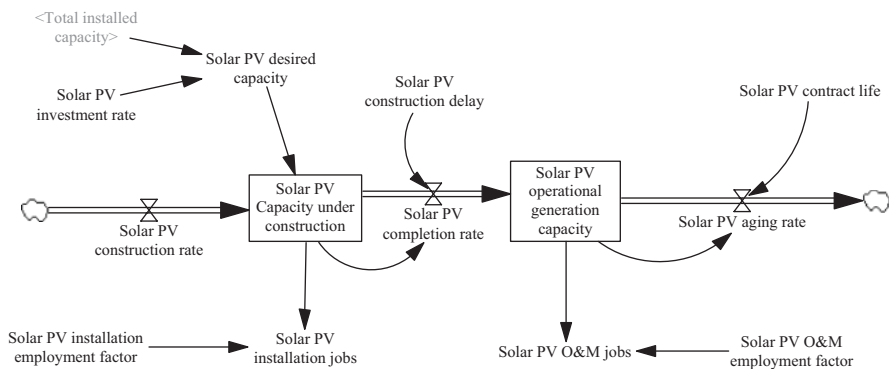 <Total installed
capacity>
Solar PV desired
capacity
Solar PV
investment rate
Solar PV
construction delay
Solar PV contract life
Solar PV
Capacity under
construction
Solar PV
operational
generation
capacity
Solar PV
construction rate
Solar PV
completion rate
Solar PV aging rate
Solar PV installation
employment factor
Solar PV
installation jobs
Solar PV O&M jobs
Solar PV O&M
employment factor